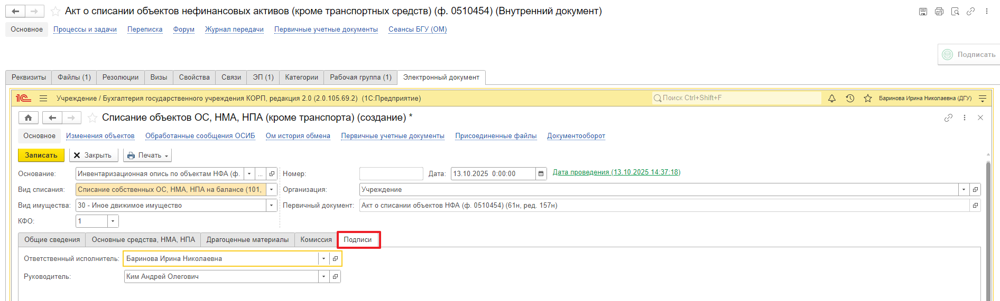 Акт о списании объектов нефинансовых активов (кроме транспортных средств) (ф. 0510454) (Внутренний документ)
Основное Процессы и задачи Переписка Форум Журнал передачи Первичные учетные документы Сеансы БГУ (ОМ)
Подписать
Реквизиты Файлы (1) Резолюции Визы Свойства Связи ЭП (1) Категории Рабочая группа (1) Электронный документ
1С Учреждение / Бухгалтерия государственного учреждения КОРП, редакция 2.0 (2.0.105.69.2) (1С:Предприятие) Поиск Ctrl+Shift+F Баринова Ирина Николаевна (ДГУ)
Списание объектов ОС, НМА, НПА (кроме транспорта) (создание) *
Основное Изменения объектов Обработанные сообщения ОСИБ Ом история обмена Первичные учетные документы Присоединенные файлы Документооборот
Записать Закрыть Печать
Основание: Инвентаризационная опись по объектам НФА (ф. ... Номер: Дата: 13.10.2025 0:00:00 Дата проведения (13.10.2025 14:37:18)
Вид списания: Списание собственных ОС, НМА, НПА на балансе (101, Организация: Учреждение
Вид имущества: 30 - Иное движимое имущество Первичный документ: Акт о списании объектов НФА (ф. 0510454) (61н, ред. 157н)
КФО: 1
Общие сведения Основные средства, НМА, НПА Драгоценные материалы Комиссия Подписи
Ответственный исполнитель: Баринова Ирина Николаевна
Руководитель: Ким Андрей Олегович